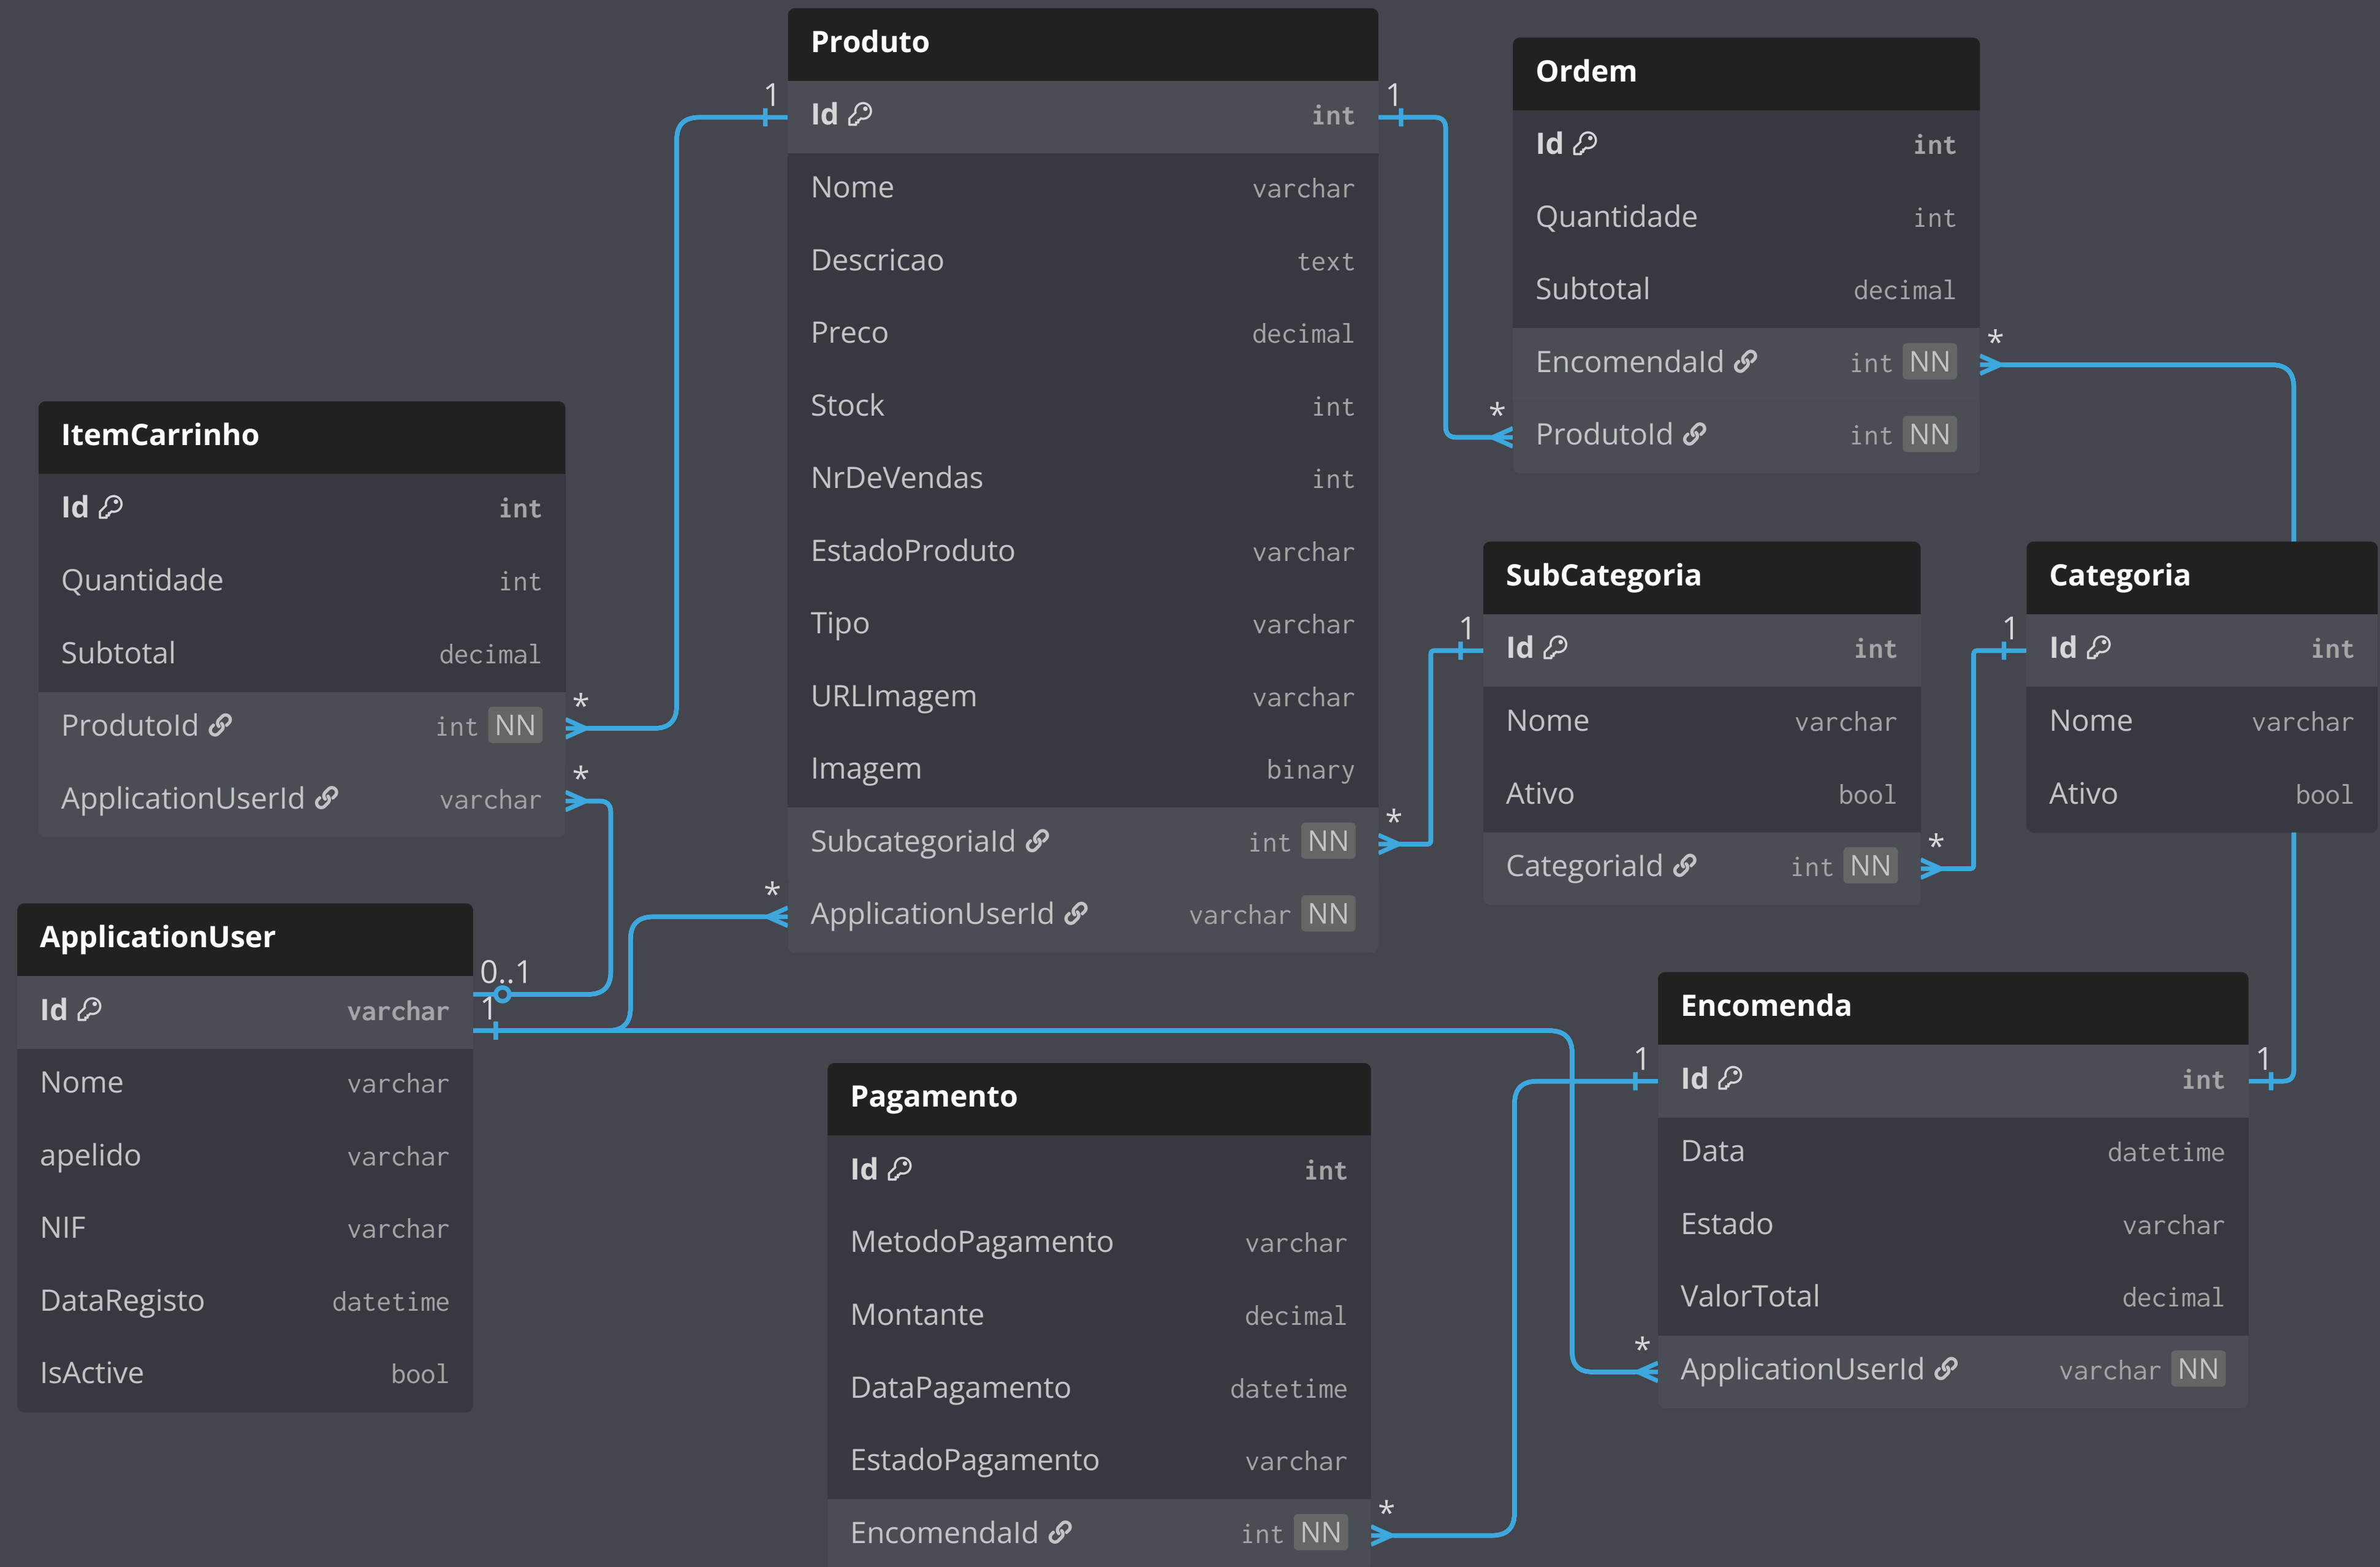 Produto
Id int
Nome varchar
Descricao text
Preco decimal
Stock int
NrDeVendas int
EstadoProduto varchar
Tipo varchar
URLImagem varchar
Imagem binary
SubcategoriaId int NN
ApplicationUserId varchar NN
1
1
*
*
Ordem
Id int
Quantidade int
Subtotal decimal
EncomendaId int NN
ProdutoId int NN
*
*
ItemCarrinho
Id int
Quantidade int
Subtotal decimal
ProdutoId int NN
ApplicationUserId varchar
*
*
SubCategoria
Id int
Nome varchar
Ativo bool
CategoriaId int NN
1
*
Categoria
Id int
Nome varchar
Ativo bool
1
ApplicationUser
Id varchar
Nome varchar
apelido varchar
NIF varchar
DataRegisto datetime
IsActive bool
0..1
1
Pagamento
Id int
MetodoPagamento varchar
Montante decimal
DataPagamento datetime
EstadoPagamento varchar
EncomendaId int NN
*
Encomenda
Id int
Data datetime
Estado varchar
ValorTotal decimal
ApplicationUserId varchar NN
1
1
*